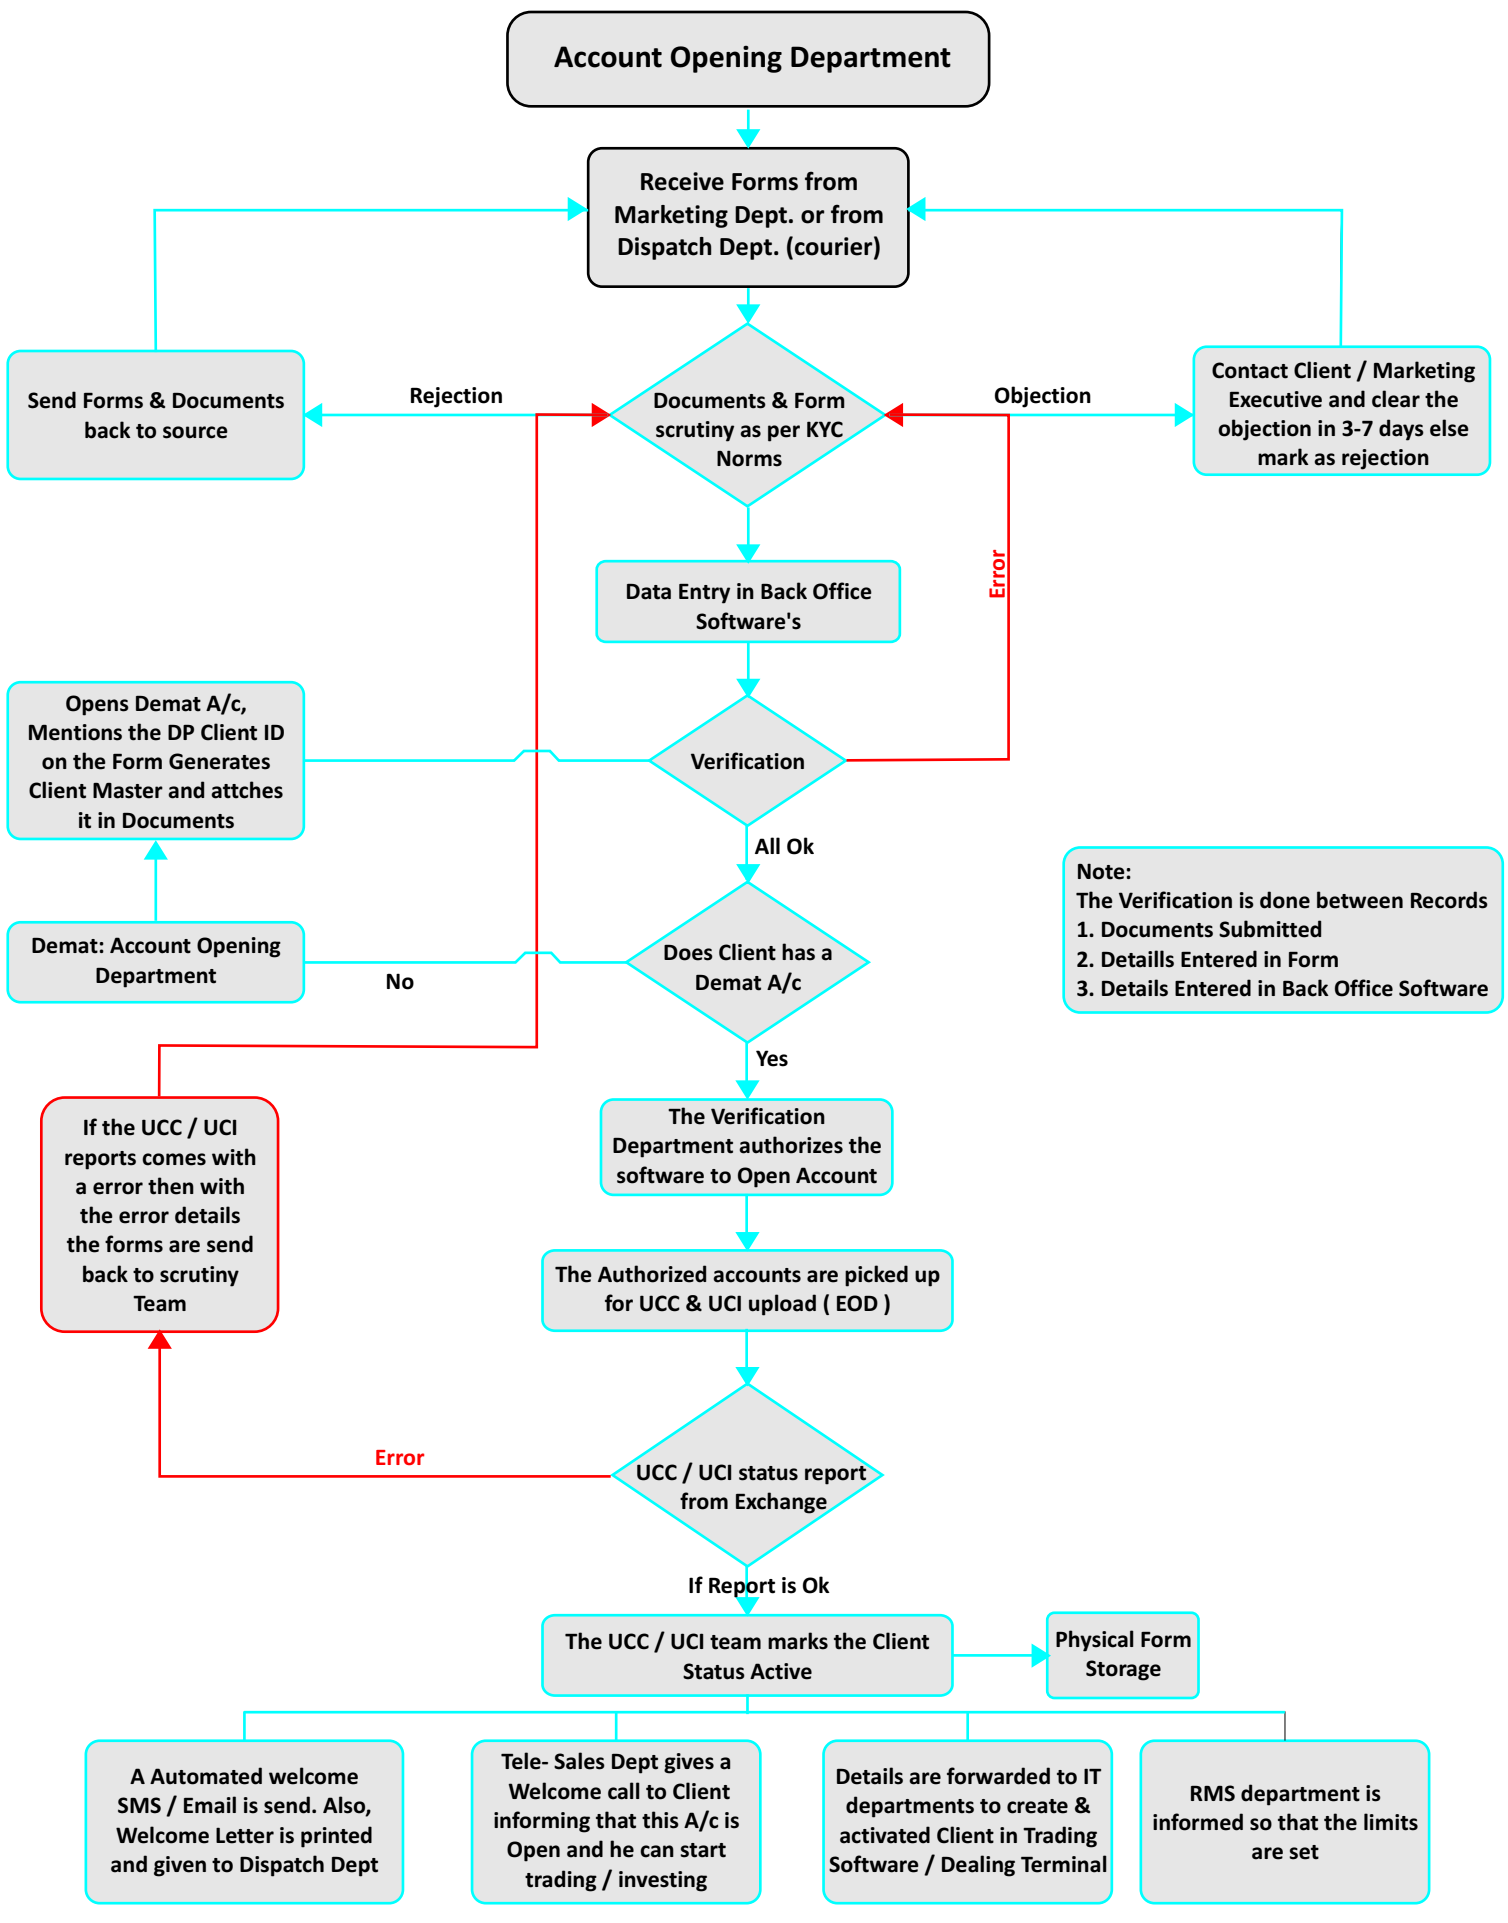 Account Opening Department
Receive Forms from
Marketing Dept. or from
Dispatch Dept. (courier)
Send Forms & Documents
back to source
Rejection
Documents & Form
scrutiny as per KYC
Norms
Objection
Contact Client / Marketing
Executive and clear the
objection in 3-7 days else
mark as rejection
Error
Data Entry in Back Office
Software's
Opens Demat A/c,
Mentions the DP Client ID
on the Form Generates
Client Master and attches
it in Documents
Verification
All Ok
Note:
The Verification is done between Records
1. Documents Submitted
2. Detaills Entered in Form
3. Details Entered in Back Office Software
Demat: Account Opening
Department
No
Does Client has a
Demat A/c
Yes
The Verification
Department authorizes the
software to Open Account
If the UCC / UCI
reports comes with
a error then with
the error details
the forms are send
back to scrutiny
Team
The Authorized accounts are picked up
for UCC & UCI upload ( EOD )
Error
UCC / UCI status report
from Exchange
If Report is Ok
The UCC / UCI team marks the Client
Status Active
Physical Form
Storage
A Automated welcome
SMS / Email is send. Also,
Welcome Letter is printed
and given to Dispatch Dept
Tele- Sales Dept gives a
Welcome call to Client
informing that this A/c is
Open and he can start
trading / investing
Details are forwarded to IT
departments to create &
activated Client in Trading
Software / Dealing Terminal
RMS department is
informed so that the limits
are set